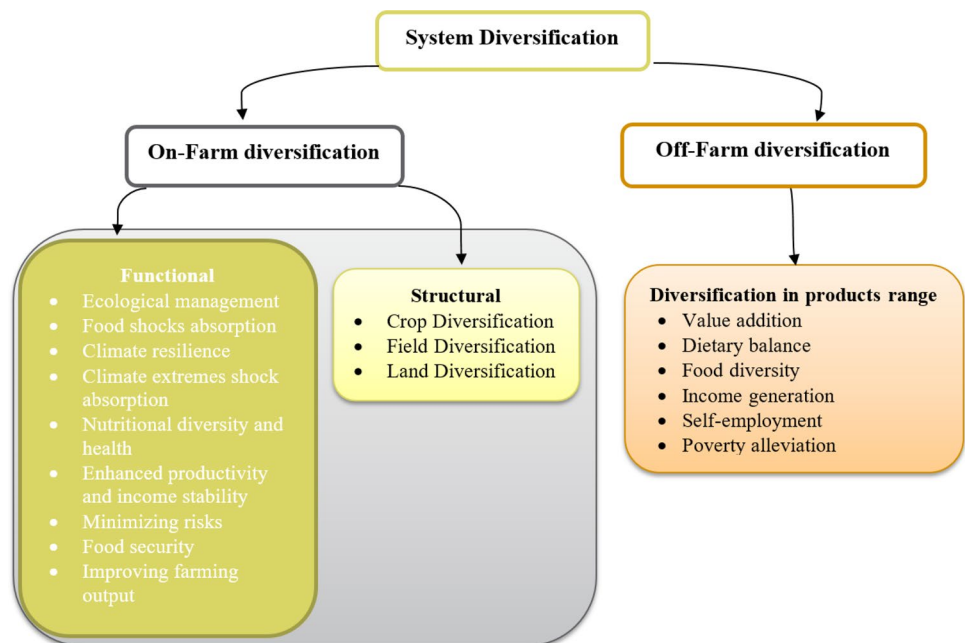 System Diversification
On-Farm diversification
Off-Farm diversification
Functional
• Ecological management
• Food shocks absorption
• Climate resilience
• Climate extremes shock
absorption
• Nutritional diversity and
health
• Enhanced productivity
and income stability
• Minimizing risks
• Food security
• Improving farming
output
Structural
• Crop Diversification
• Field Diversification
• Land Diversification
Diversification in products range
• Value addition
• Dietary balance
• Food diversity
• Income generation
• Self-employment
• Poverty alleviation